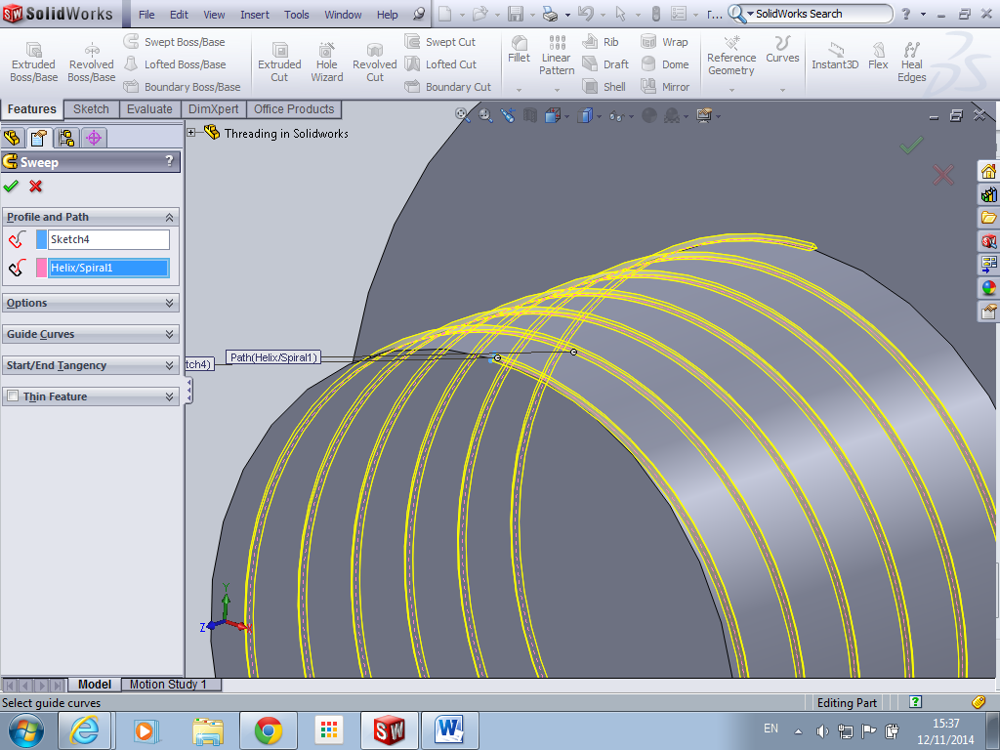 SolidWorks File Edit View Insert Tools Window Help r... SolidWorks Search ?
Extruded Boss/Base
Revolved Boss/Base
Swept Boss/Base
Lofted Boss/Base
Boundary Boss/Base
Extruded Cut
Hole Wizard
Revolved Cut
Swept Cut
Lofted Cut
Boundary Cut
Fillet
Linear Pattern
Rib
Draft
Shell
Wrap
Dome
Mirror
Reference Geometry
Curves
Instant3D
Flex
Heal Edges
Features Sketch Evaluate DimXpert Office Products
Threading in Solidworks
Sweep ?
Profile and Path
Sketch4
Helix/Spiral1
Options
Guide Curves
Start/End Tangency
Thin Feature
tch4)
Path(Helix/Spiral1)
Y
Z
Model Motion Study 1
Select guide curves Editing Part ?
SW W EN 15:37
12/11/2014